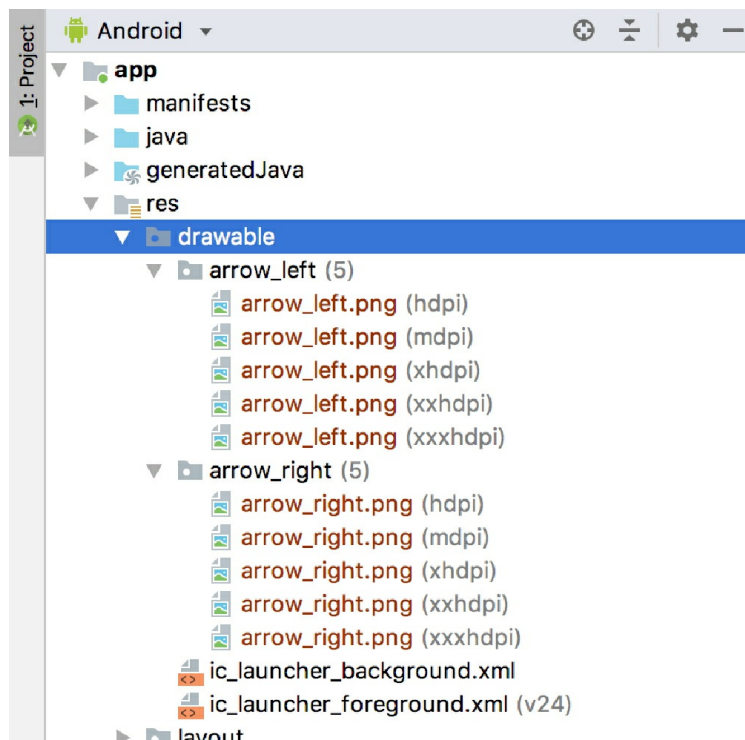 1: Project
Android
app
manifests
java
generatedJava
res
drawable
arrow_left (5)
arrow_left.png (hdpi)
arrow_left.png (mdpi)
arrow_left.png (xhdpi)
arrow_left.png (xxhdpi)
arrow_left.png (xxxhdpi)
arrow_right (5)
arrow_right.png (hdpi)
arrow_right.png (mdpi)
arrow_right.png (xhdpi)
arrow_right.png (xxhdpi)
arrow_right.png (xxxhdpi)
ic_launcher_background.xml
ic_launcher_foreground.xml (v24)
layout